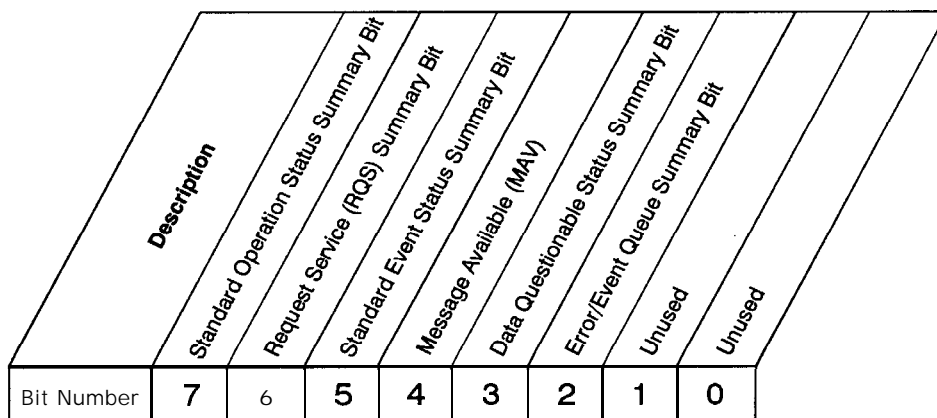 Description
Standard Operation Status Summary Bit
Request Service (RQS) Summary Bit
Standard Event Status Summary Bit
Message Available (MAV)
Data Questionable Status Summary Bit
Error/Event Queue Summary Bit
Unused
Unused
Bit Number 7 6 5 4 3 2 1 0